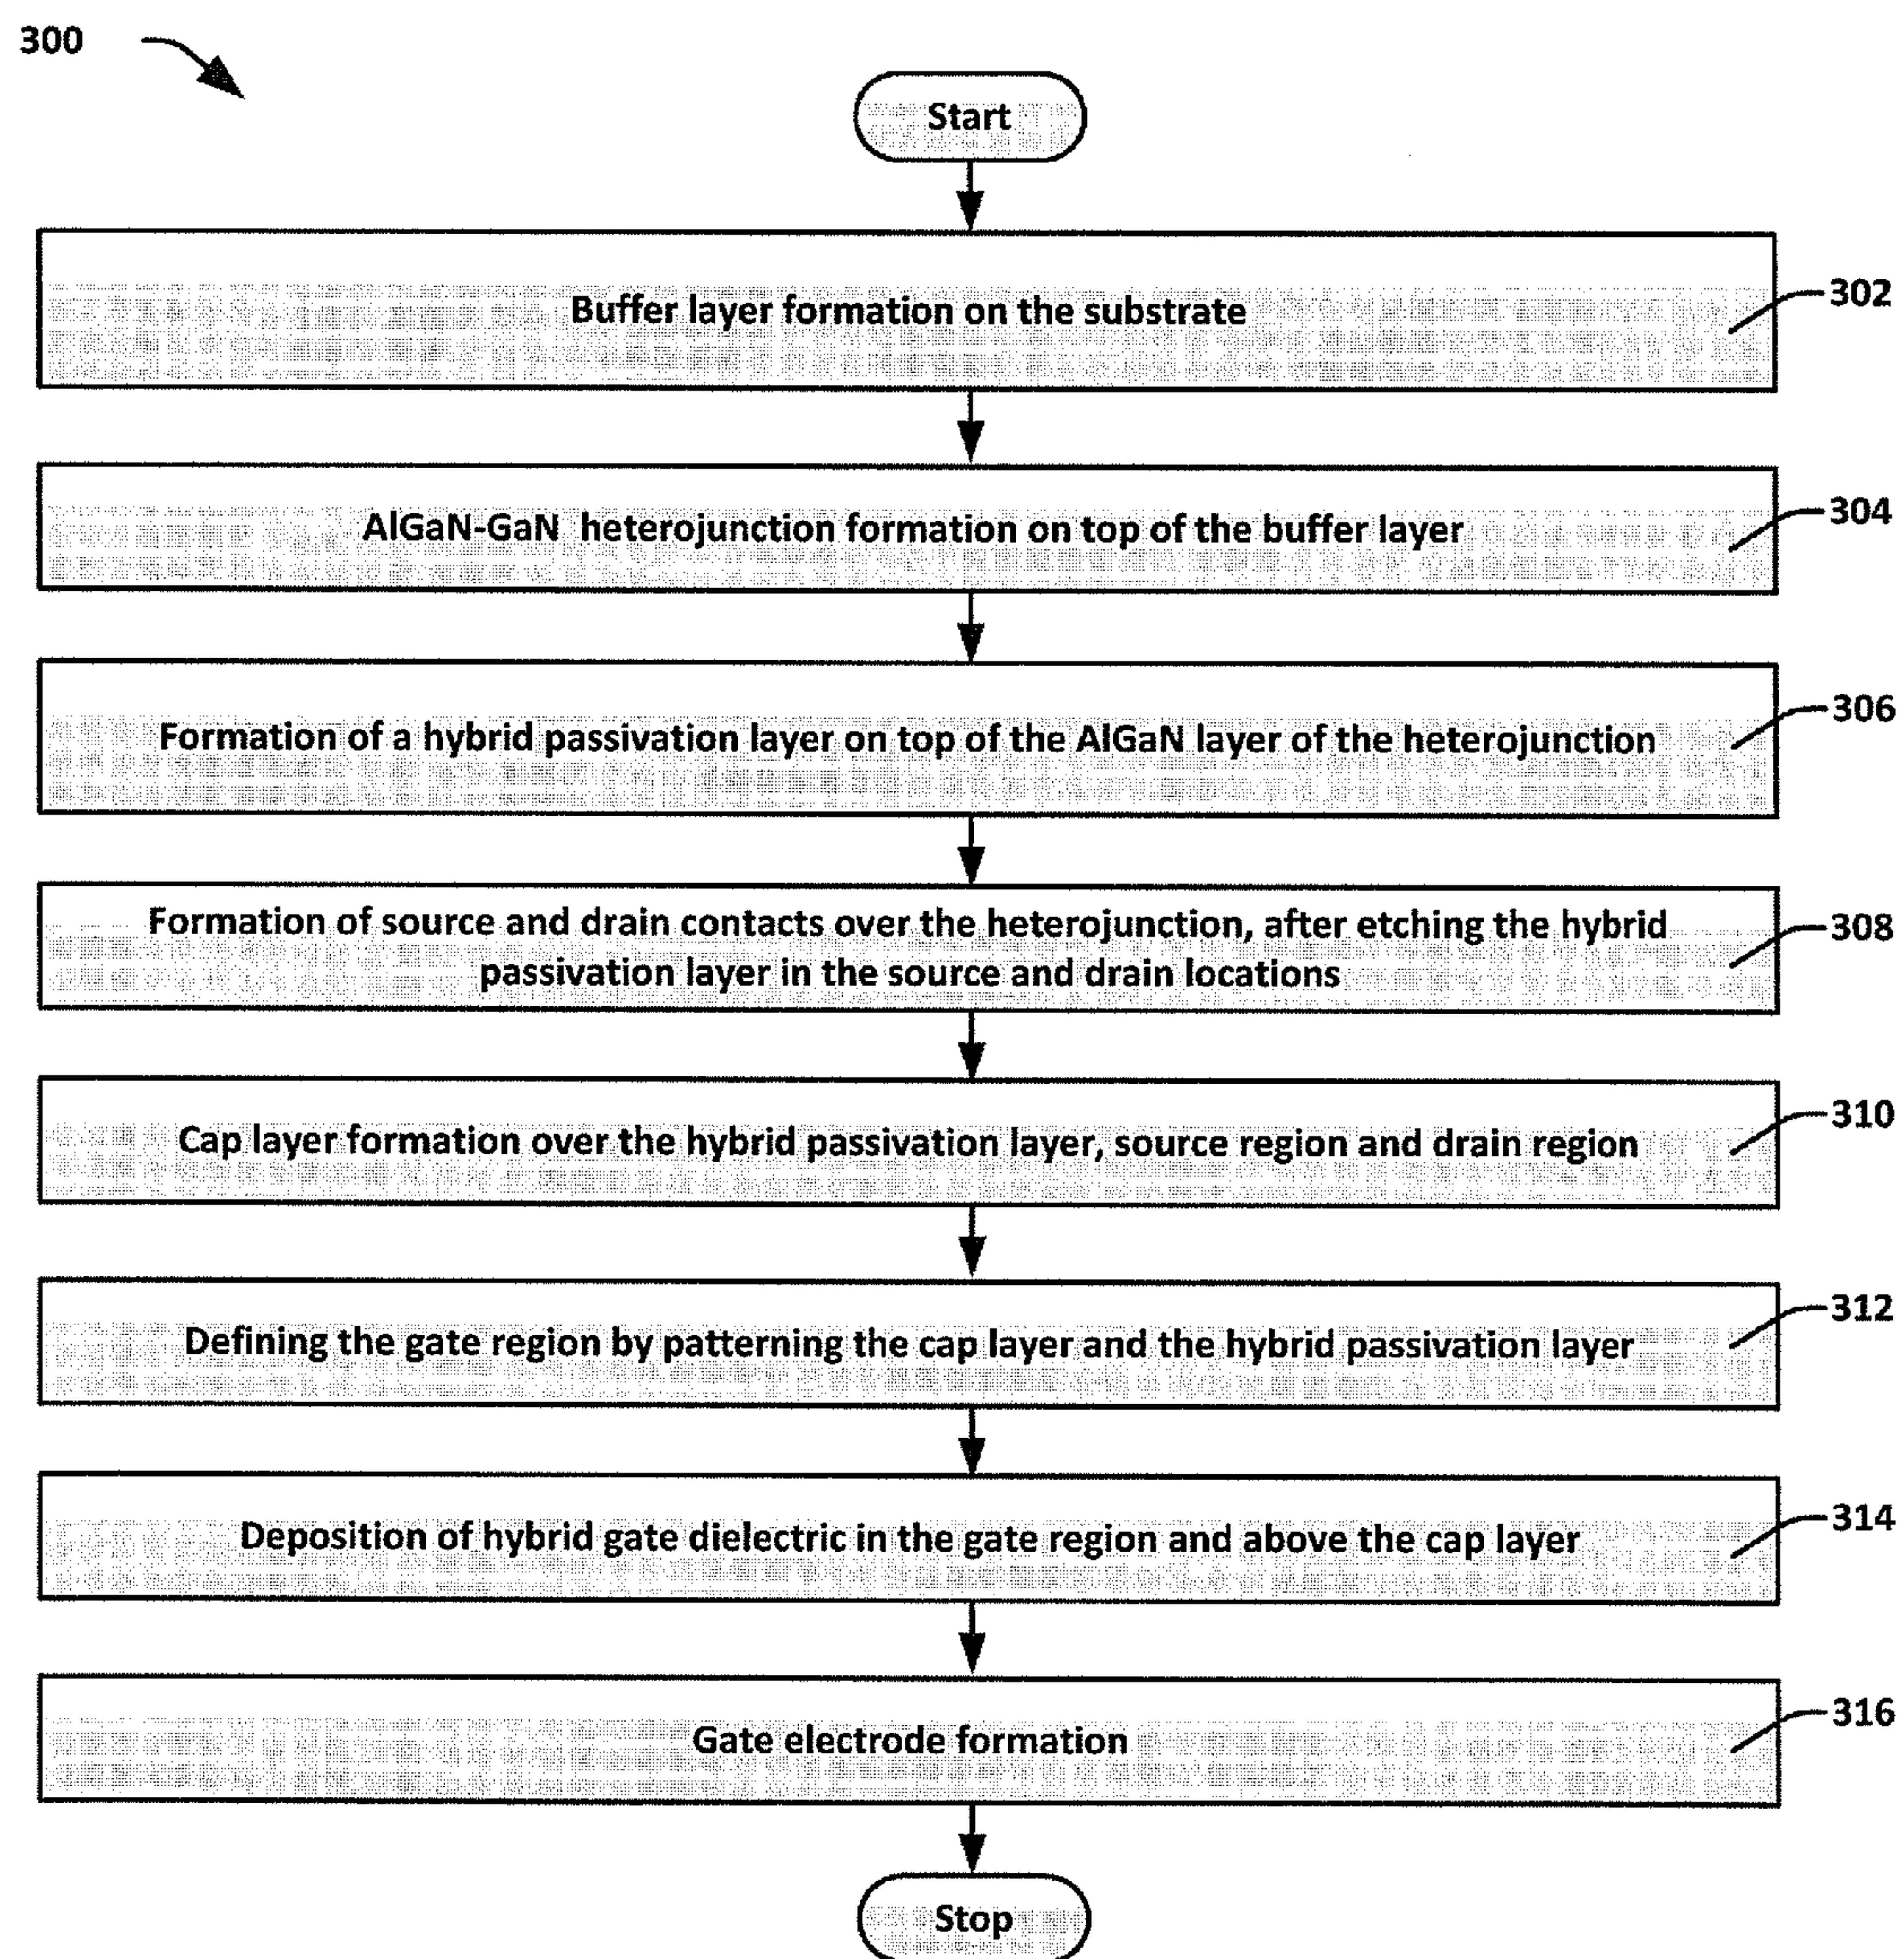 300
Start
Buffer layer formation on the substrate
302
AlGaN-GaN heterojunction formation on top of the buffer layer
304
Formation of a hybrid passivation layer on top of the AlGaN layer of the heterojunction
306
Formation of source and drain contacts over the heterojunction, after etching the hybrid
passivation layer in the source and drain locations
308
Cap layer formation over the hybrid passivation layer, source region and drain region
310
Defining the gate region by patterning the cap layer and the hybrid passivation layer
312
Deposition of hybrid gate dielectric in the gate region and above the cap layer
314
Gate electrode formation
316
Stop